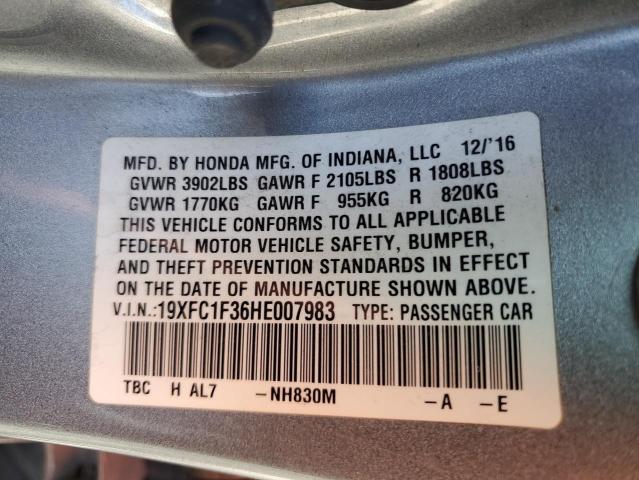 MFD. BY HONDA MFG. OF INDIANA, LLC 12/'16
GVWR 3902LBS GAWR F 2105LBS R 1808LBS
GVWR 1770KG GAWR F 955KG R 820KG
THIS VEHICLE CONFORMS TO ALL APPLICABLE
FEDERAL MOTOR VEHICLE SAFETY, BUMPER,
AND THEFT PREVENTION STANDARDS IN EFFECT
ON THE DATE OF MANUFACTURE SHOWN ABOVE.
V.I.N.:19XFC1F36HE007983 TYPE: PASSENGER CAR
TBC H AL7 -NH830M -A -E